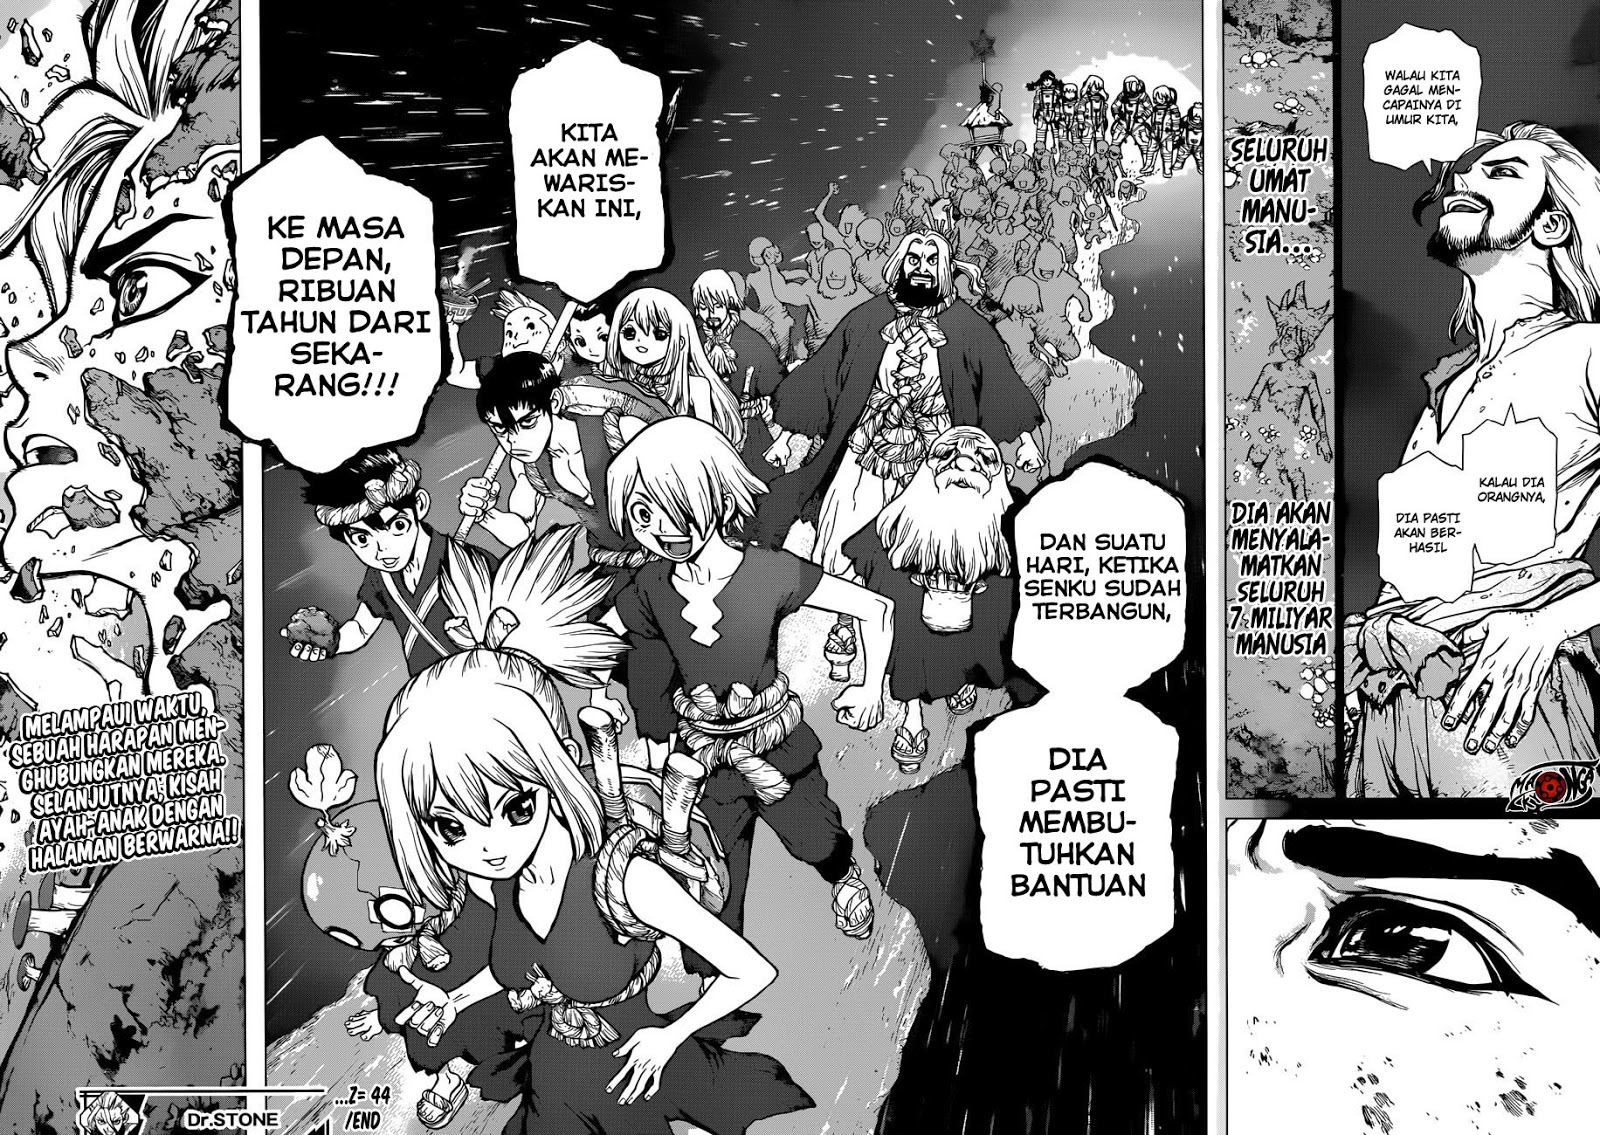 WALAU KITA
GAGAL MEN-
CAPAINYA DI
UMUR KITA,
KALAU DIA
ORANGNYA,
DIA PASTI
AKAN BER-
HASIL
SELURUH
UMAT
MANU-
SIA...
DIA AKAN
MENYALA-
MATKAN
SELURUH
7 MILIYAR
MANUSIA
MANGA
DAN SUATU
HARI, KETIKA
SENKU SUDAH
TERBANGUN,
DIA
PASTI
MEMBU-
TUHKAN
BANTUAN
KITA
AKAN ME-
WARIS-
KAN INI,
KE MASA
DEPAN,
RIBUAN
TAHUN DARI
SEKA-
RANG!!!
MELAMPAUI WAKTU,
SEBUAH HARAPAN MEN-
GHUBUNGKAN MEREKA.
SELANJUTNYA, KISAH
AYAH-ANAK DENGAN
HALAMAN BERWARNA!!
...Z= 44
/END
Dr.STONE